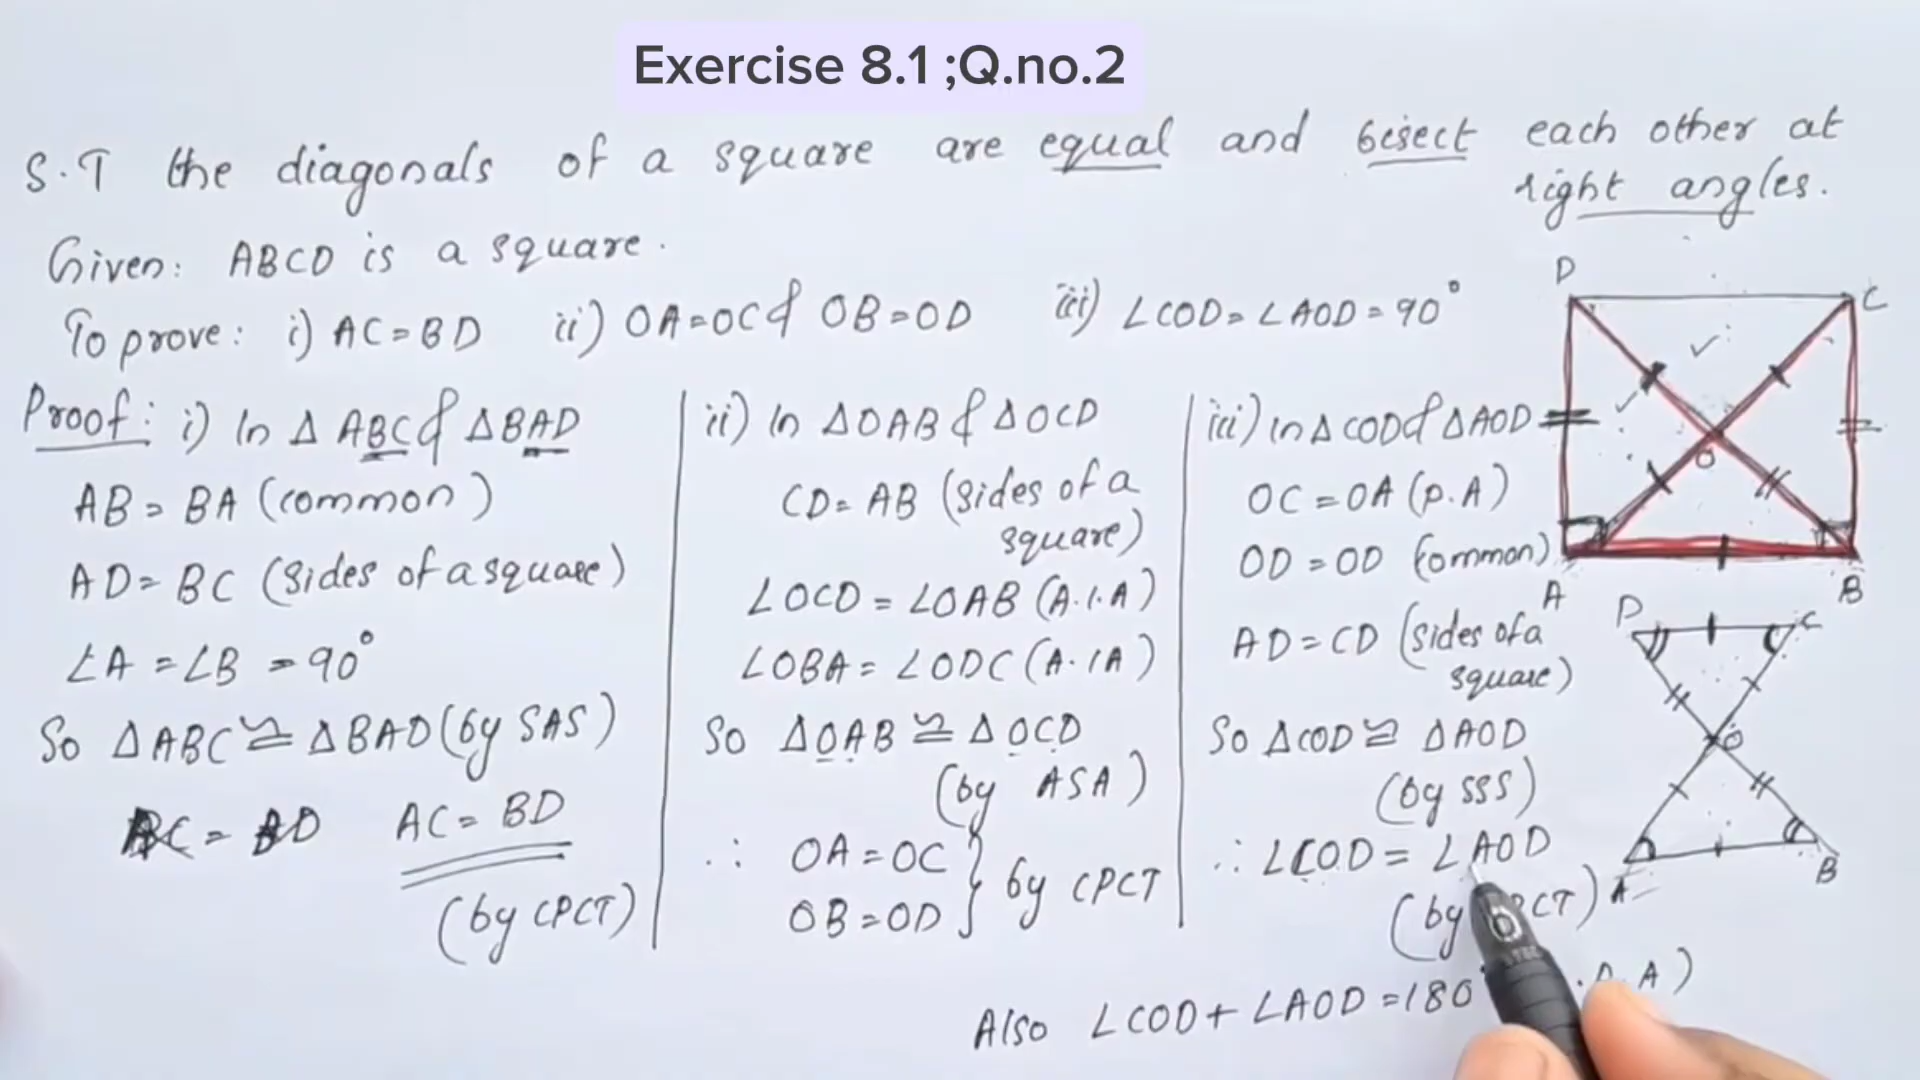 Exercise 8.1 ;Q.no.2
S.T the diagonals of a square are equal and bisect each other at
right angles.
Given: ABCD is a square.
To prove: i) AC=BD ii) OA=OC & OB=OD iii) ∠COD=∠AOD=90°
Proof: i) In Δ ABC & ΔBAD
AB = BA (common)
AD = BC (sides of a square)
∠A = ∠B = 90°
So ΔABC ≅ ΔBAD (by SAS)
AC = BD
(by CPCT)
ii) In ΔOAB & ΔOCD
CD = AB (sides of a
square)
∠OCD = ∠OAB (A.I.A)
∠OBA = ∠ODC (A.IA)
So ΔOAB ≅ ΔOCD
(by ASA)
∴ OA = OC } by CPCT
OB = OD
iii) In Δ COD & ΔAOD
OC = OA (P.A)
OD = OD (common)
AD = CD (sides of a
square)
So ΔCOD ≅ ΔAOD
(by SSS)
∴ ∠COD = ∠AOD
(by PCT)
Also ∠COD + ∠AOD = 180° A)
D
C
O
A
B
D
C
O
A
B